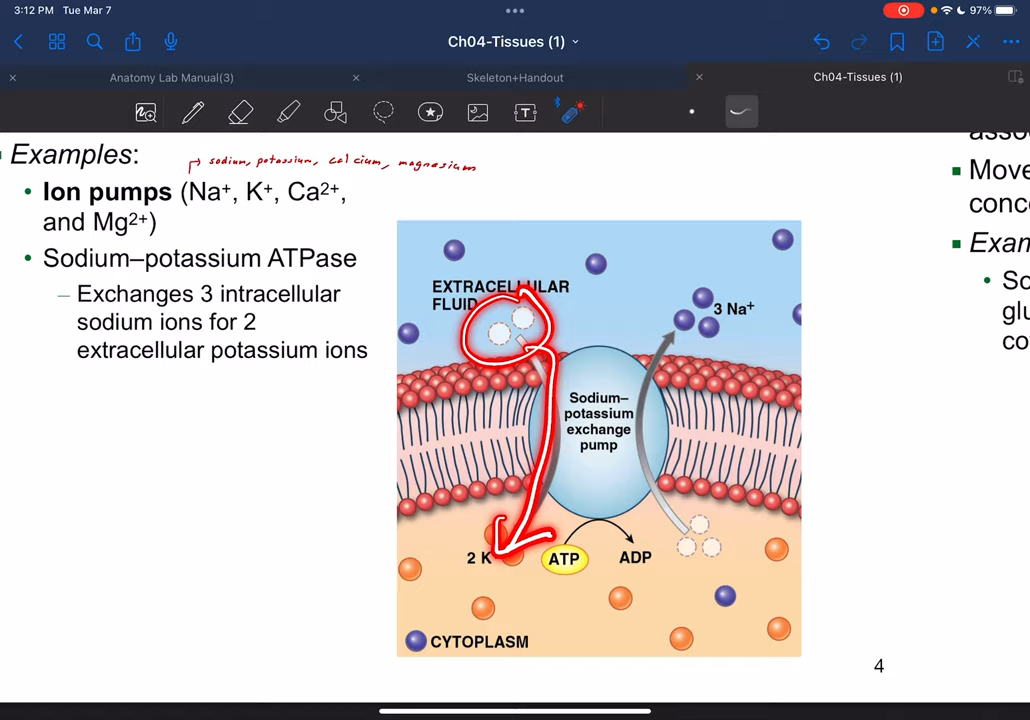 3:12 PM Tue Mar 7
97%
Ch04-Tissues (1)
Anatomy Lab Manual(3)
Skeleton+Handout
Ch04-Tissues (1)
Examples:
sodium, potassium, calcium, magnesium
• Ion pumps (Na⁺, K⁺, Ca²⁺,
and Mg²⁺)
• Sodium–potassium ATPase
– Exchanges 3 intracellular
sodium ions for 2
extracellular potassium ions
EXTRACELLULAR
FLUID
3 Na⁺
Sodium–
potassium
exchange
pump
2 K
ATP
ADP
CYTOPLASM
4
Move
conc
Exam
• So
glu
co